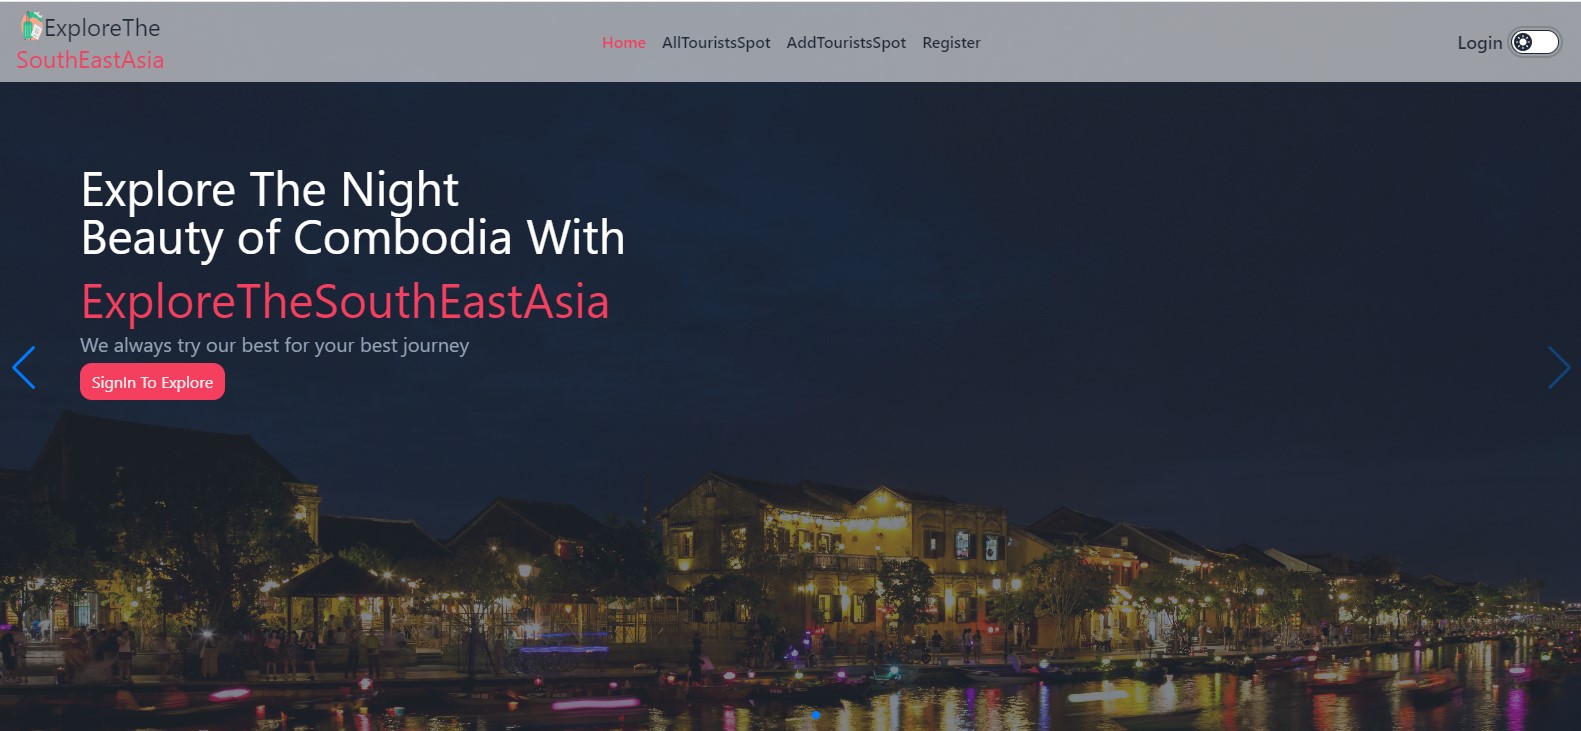 ExploreThe
SouthEastAsia
Home AllTouristsSpot AddTouristsSpot Register
Login
Explore The Night
Beauty of Combodia With
ExploreTheSouthEastAsia
We always try our best for your best journey
SignIn To Explore